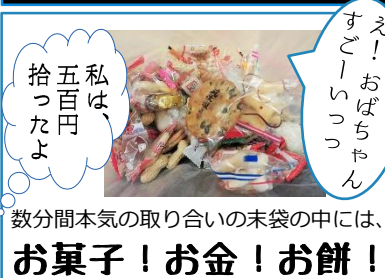 え！おばちゃん
すごーいっっ
私は、
五百円
拾ったよ
数分間本気の取り合いの末袋の中には、
お菓子！お金！お餅！